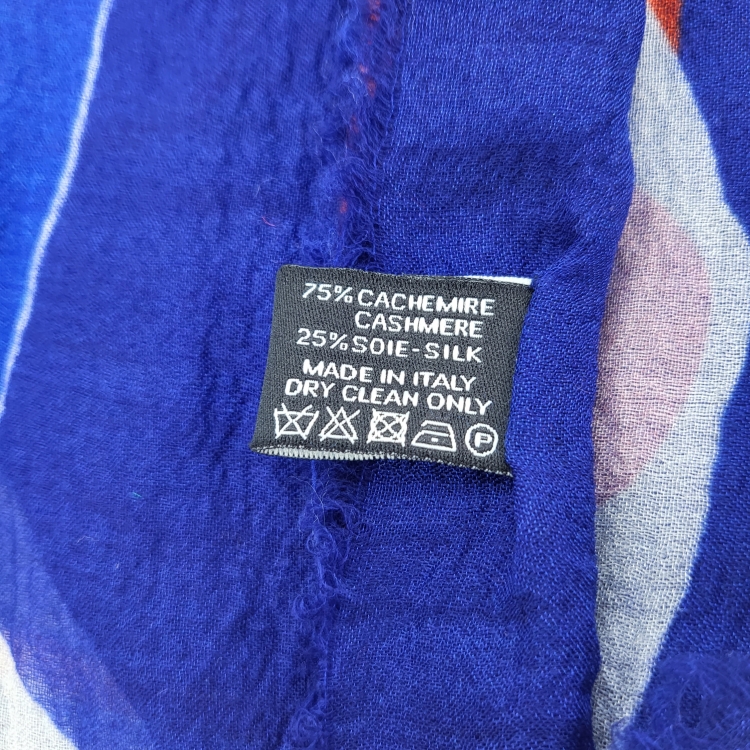 75% CACHEMIRE
CASHMERE
25% SOIE-SILK
MADE IN ITALY
DRY CLEAN ONLY
P